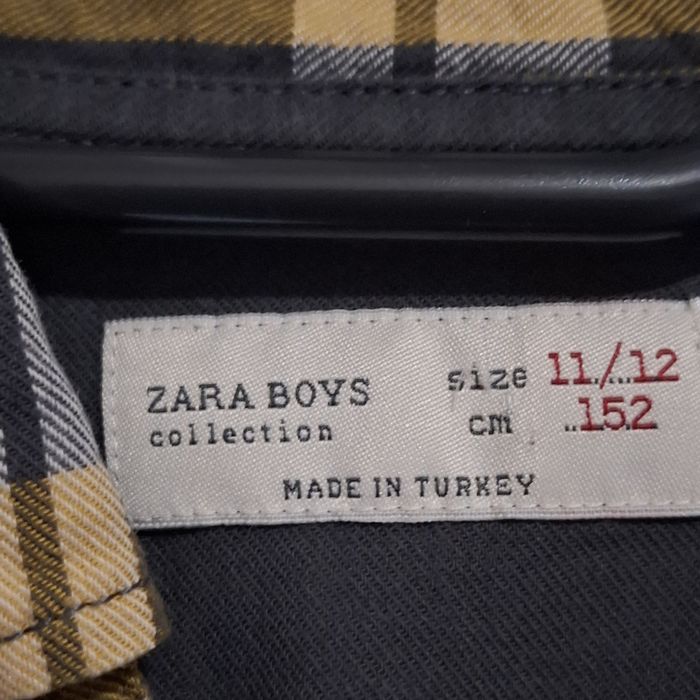 ZARA BOYS
collection
size 11/12
cm 152
MADE IN TURKEY